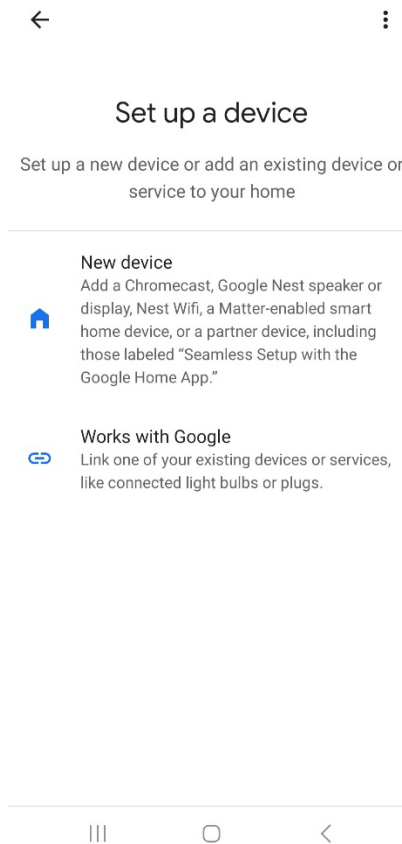 Set up a device
Set up a new device or add an existing device or
service to your home
New device
Add a Chromecast, Google Nest speaker or
display, Nest Wifi, a Matter-enabled smart
home device, or a partner device, including
those labeled “Seamless Setup with the
Google Home App.”
Works with Google
Link one of your existing devices or services,
like connected light bulbs or plugs.